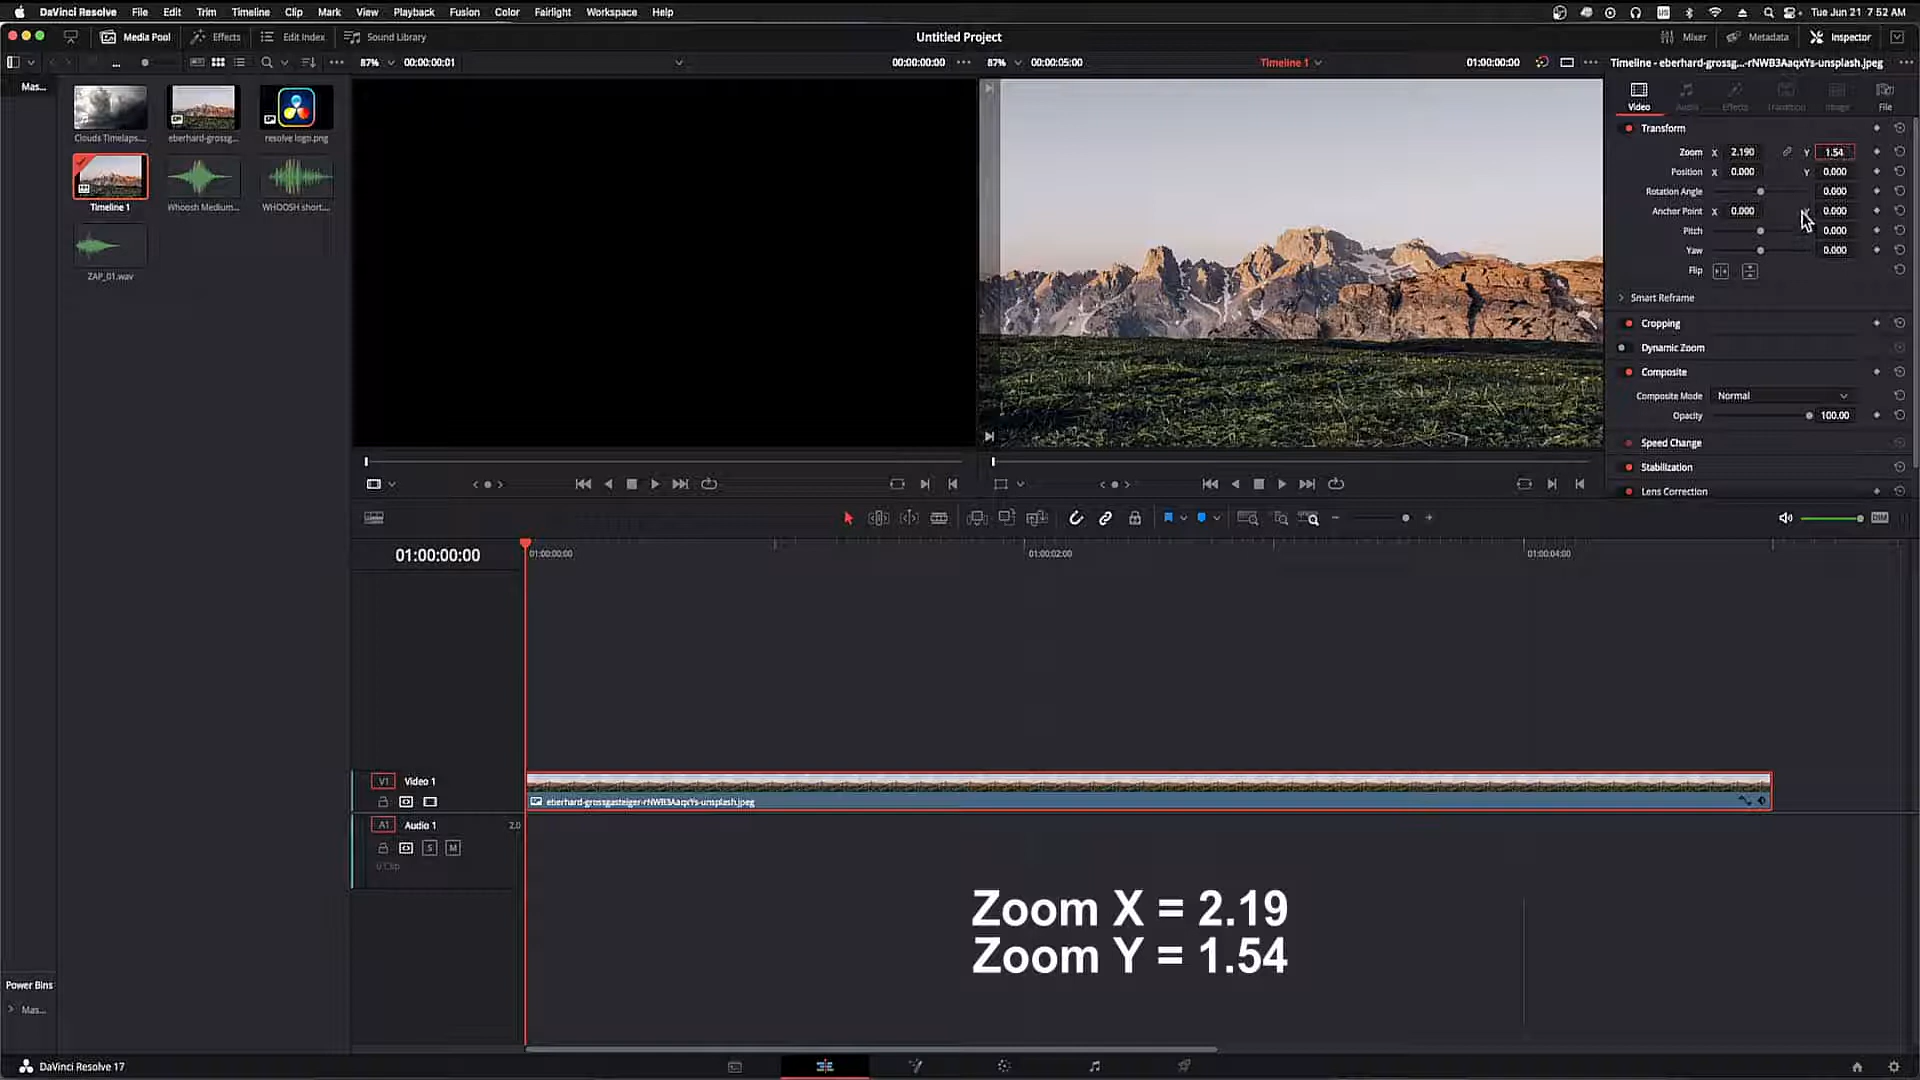 DaVinci Resolve File Edit Trim Timeline Clip Mark View Playback Fusion Color Fairlight Workspace Help Tue Jun 21 7:52 AM
Media Pool Effects Edit Index Sound Library Untitled Project Mixer Metadata Inspector
... 87% 00:00:00:01 00:00:00:00 ... 87% 00:00:05:00 Timeline 1 01:00:00:00 ... Timeline - eberhard-grossg...-rNWB3AaqxYs-unsplash.jpeg ...
Mas...
Clouds Timelaps... eberhard-grossg... resolve logo.png
Timeline 1 Whoosh Medium... WHOOSH short...
ZAP_01.wav
Video Audio Effects Transition Image File
Transform
Zoom X 2.190 Y 1.54
Position X 0.000 Y 0.000
Rotation Angle 0.000
Anchor Point X 0.000 Y 0.000
Pitch 0.000
Yaw 0.000
Flip
Smart Reframe
Cropping
Dynamic Zoom
Composite
Composite Mode Normal
Opacity 100.00
Speed Change
Stabilization
Lens Correction
DIM
01:00:00:00 01:00:00:00 01:00:02:00 01:00:04:00
V1 Video 1
eberhard-grossgasteiger-rNWB3AaqxYs-unsplash.jpeg
A1 Audio 1 2.0
S M
0 Clip
Zoom X = 2.19
Zoom Y = 1.54
Power Bins
Mas...
DaVinci Resolve 17